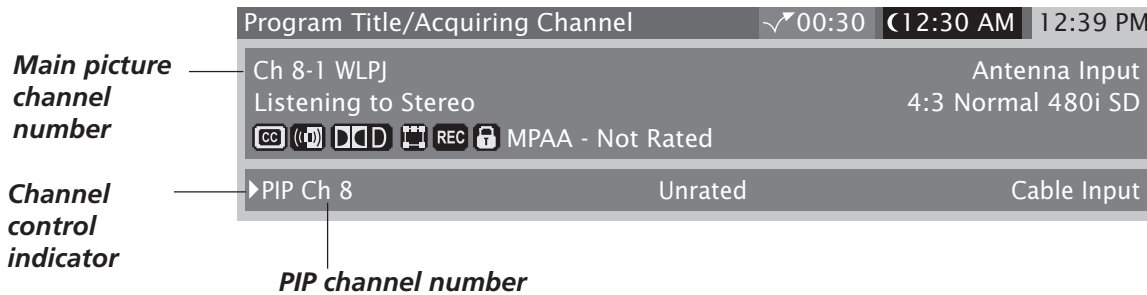 Program Title/Acquiring Channel 00:30 12:30 AM 12:39 PM
Main picture
channel
number
Ch 8-1 WLPJ Antenna Input
Listening to Stereo 4:3 Normal 480i SD
CC REC T MPAA - Not Rated
Channel
control
indicator
PIP Ch 8 Unrated Cable Input
PIP channel number